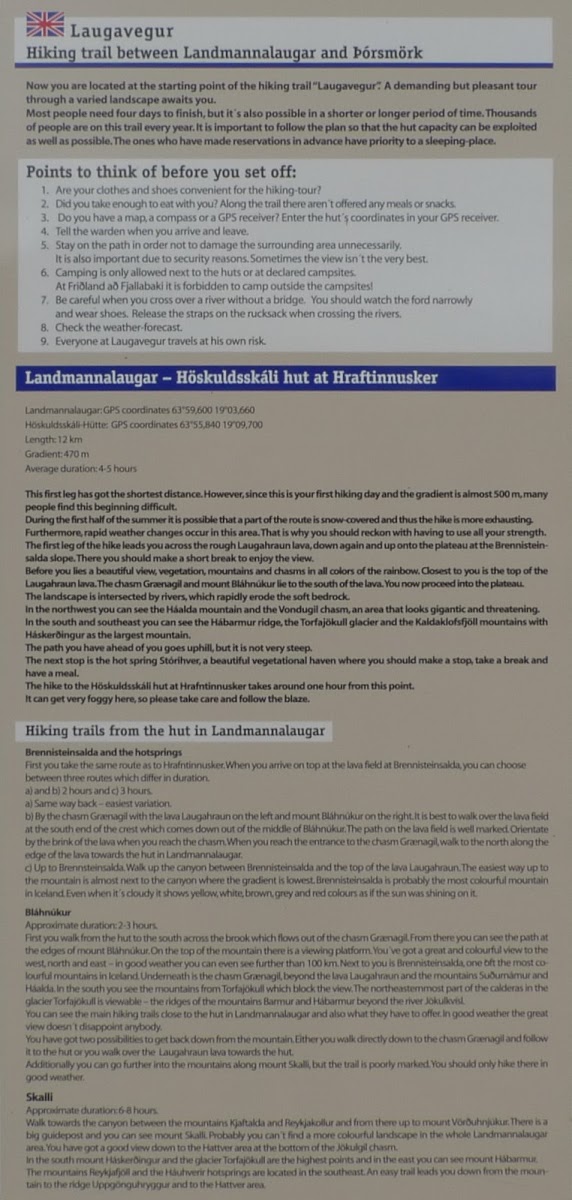 Laugavegur
Hiking trail between Landmannalaugar and Þórsmörk
Now you are located at the starting point of the hiking trail "Laugavegur". A demanding but pleasant tour
through a varied landscape awaits you.
Most people need four days to finish, but it's also possible in a shorter or longer period of time. Thousands
of people are on this trail every year. It is important to follow the plan so that the hut capacity can be exploited
as well as possible. The ones who have made reservations in advance have priority to a sleeping-place.
Points to think of before you set off:
1. Are your clothes and shoes convenient for the hiking-tour?
2. Did you take enough to eat with you? Along the trail there aren't offered any meals or snacks.
3. Do you have a map, a compass or a GPS receiver? Enter the hut's coordinates in your GPS receiver.
4. Tell the warden when you arrive and leave.
5. Stay on the path in order not to damage the surrounding area unnecessarily.
It is also important due to security reasons. Sometimes the view isn't the very best.
6. Camping is only allowed next to the huts or at declared campsites.
At Friðland að Fjallabaki it is forbidden to camp outside the campsites!
7. Be careful when you cross over a river without a bridge. You should watch the ford narrowly
and wear shoes. Release the straps on the rucksack when crossing the rivers.
8. Check the weather-forecast.
9. Everyone at Laugavegur travels at his own risk.
Landmannalaugar – Höskuldsskáli hut at Hraftinnusker
Landmannalaugar: GPS coordinates 63°59,600 19°03,660
Höskuldsskáli-Hütte: GPS coordinates 63°55,840 19°09,700
Length: 12 km
Gradient: 470 m
Average duration: 4-5 hours
This first leg has got the shortest distance. However, since this is your first hiking day and the gradient is almost 500 m, many
people find this beginning difficult.
During the first half of the summer it is possible that a part of the route is snow-covered and thus the hike is more exhausting.
Furthermore, rapid weather changes occur in this area. That is why you should reckon with having to use all your strength.
The first leg of the hike leads you across the rough Laugahraun lava, down again and up onto the plateau at the Brennistein-
salda slope. There you should make a short break to enjoy the view.
Before you lies a beautiful view, vegetation, mountains and chasms in all colors of the rainbow. Closest to you is the top of the
Laugahraun lava. The chasm Grænagil and mount Bláhnúkur lie to the south of the lava. You now proceed into the plateau.
The landscape is intersected by rivers, which rapidly erode the soft bedrock.
In the northwest you can see the Háalda mountain and the Vondugil chasm, an area that looks gigantic and threatening.
In the south and southeast you can see the Hábarmur ridge, the Torfajökull glacier and the Kaldaklofsfjöll mountains with
Háskerðingur as the largest mountain.
The path you have ahead of you goes uphill, but it is not very steep.
The next stop is the hot spring Stórihver, a beautiful vegetational haven where you should make a stop, take a break and
have a meal.
The hike to the Höskuldsskáli hut at Hrafntinnusker takes around one hour from this point.
It can get very foggy here, so please take care and follow the blaze.
Hiking trails from the hut in Landmannalaugar
Brennisteinsalda and the hotsprings
First you take the same route as to Hrafntinnusker. When you arrive on top at the lava field at Brennisteinsalda, you can choose
between three routes which differ in duration.
a) and b) 2 hours and c) 3 hours.
a) Same way back – easiest variation.
b) By the chasm Grænagil with the lava Laugahraun on the left and mount Bláhnúkur on the right. It is best to walk over the lava field
at the south end of the crest which comes down out of the middle of Bláhnúkur. The path on the lava field is well marked. Orientate
by the brink of the lava when you reach the chasm. When you reach the entrance to the chasm Grænagil, walk to the north along the
edge of the lava towards the hut in Landmannalaugar.
c) Up to Brennsteinsalda. Walk up the canyon between Brennisteinsalda and the top of the lava Laugahraun. The easiest way up to
the mountain is almost next to the canyon where the gradient is lowest. Brennisteinsalda is probably the most colourful mountain
in Iceland. Even when it's cloudy it shows yellow, white, brown, grey and red colours as if the sun was shining on it.
Bláhnúkur
Approximate duration: 2-3 hours.
First you walk from the hut to the south across the brook which flows out of the chasm Grænagil. From there you can see the path at
the edges of mount Bláhnúkur. On the top of the mountain there is a viewing platform. You've got a great and colourful view to the
west, north and east – in good weather you can even see further than 100 km. Next to you is Brennisteinsalda, one oft the most co-
lourful mountains in Iceland. Underneath is the chasm Grænagil, beyond the lava Laugahraun and the mountains Suðurnámur and
Háalda. In the south you see the mountains from Torfajökull which block the view. The northeasternmost part of the calderas in the
glacier Torfajökull is viewable – the ridges of the mountains Barmur and Hábarmur beyond the river Jökulkvísl.
You can see the main hiking trails close to the hut in Landmannalaugar and also what they have to offer. In good weather the great
view doesn't disappoint anybody.
You have got two possibilities to get back down from the mountain. Either you walk directly down to the chasm Grænagil and follow
it to the hut or you walk over the Laugahraun lava towards the hut.
Additionally you can go further into the mountains along mount Skalli, but the trail is poorly marked. You should only hike there in
good weather.
Skalli
Approximate duration: 6-8 hours.
Walk towards the canyon between the mountains Kjaftalda and Reykjakollur and from there up to mount Vörðuhnjúkur. There is a
big guidepost and you can see mount Skalli. Probably you can't find a more colourful landscape in the whole Landmannalaugar
area. You have got a good view down to the Hattver area at the bottom of the Jökulgil chasm.
In the south mount Háskerðingur and the glacier Torfajökull are the highest points and in the east you can see mount Hábarmur.
The mountains Reykjafjöll and the Háuhverir hotsprings are located in the southeast. An easy trail leads you down from the moun-
tain to the ridge Uppgönguhryggur and to the Hattver area.